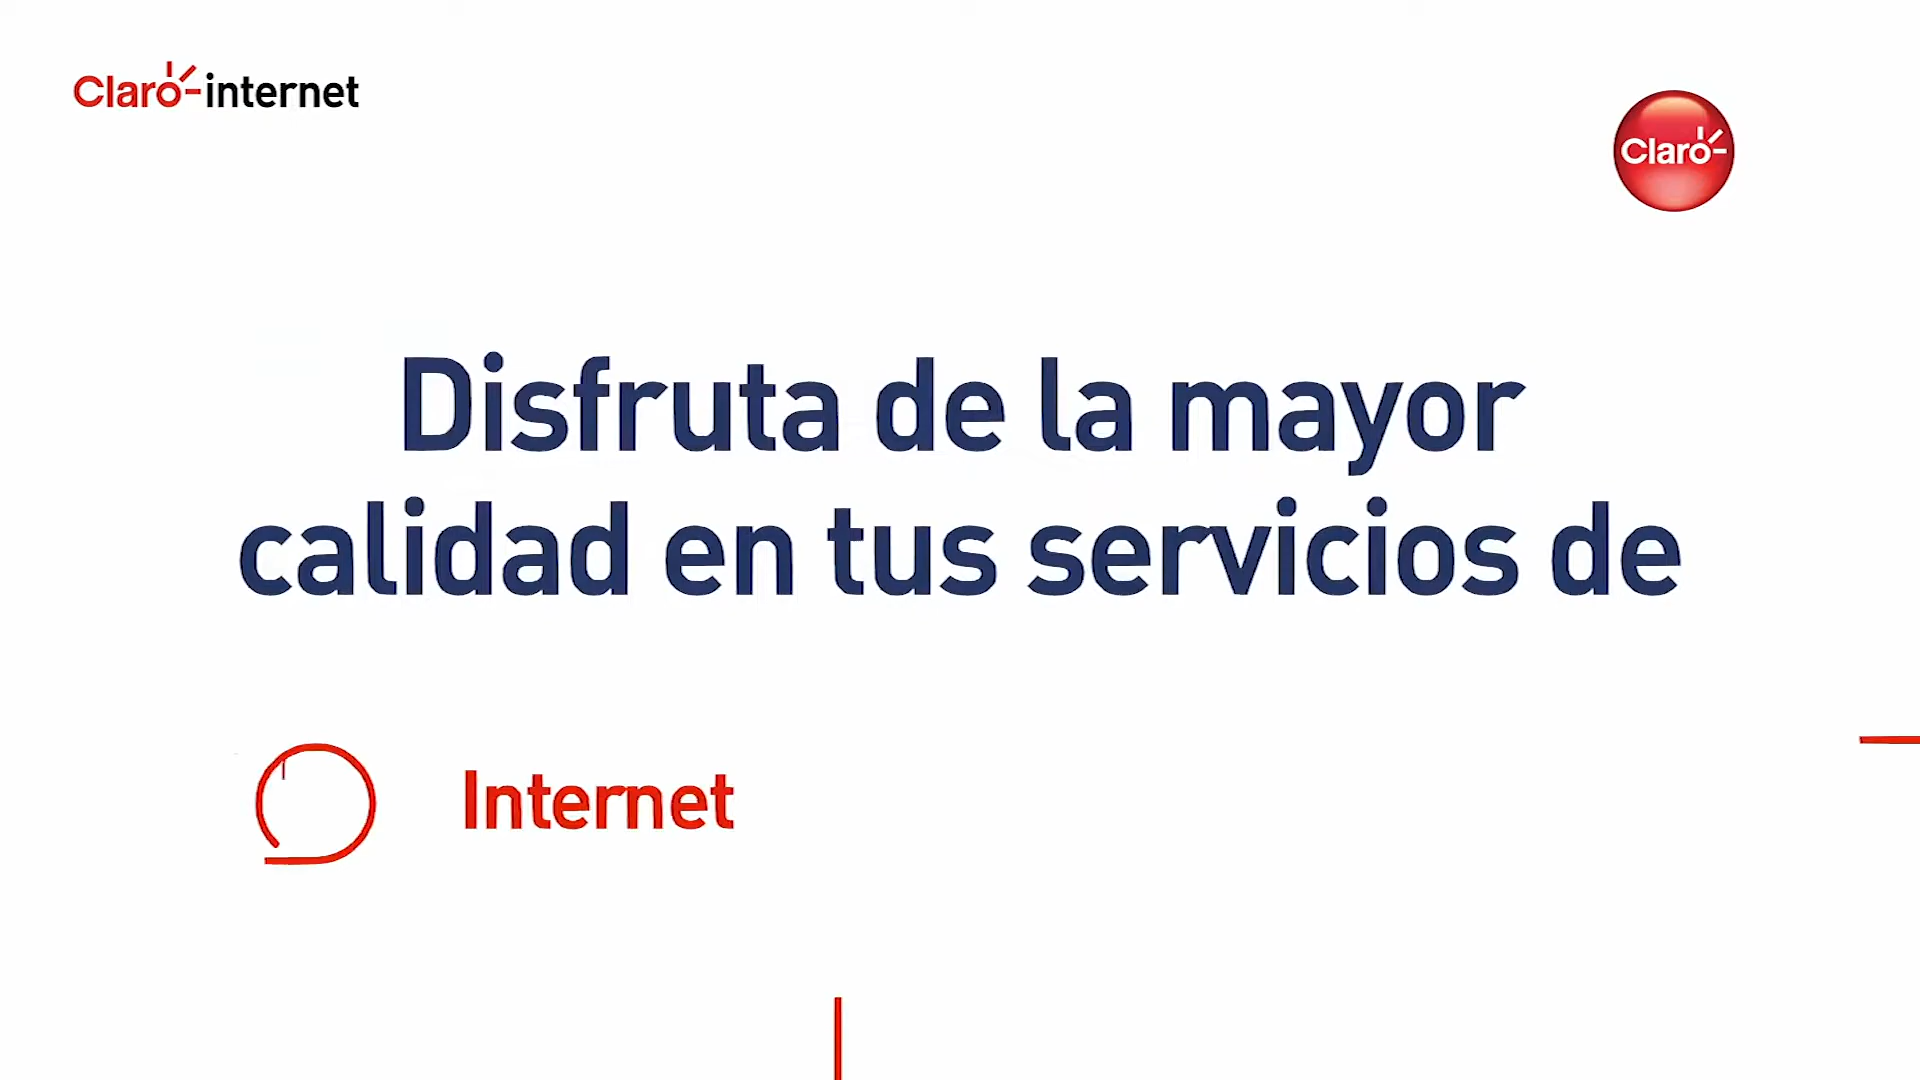 Claro internet
Claro
Disfruta de la mayor
calidad en tus servicios de
Internet